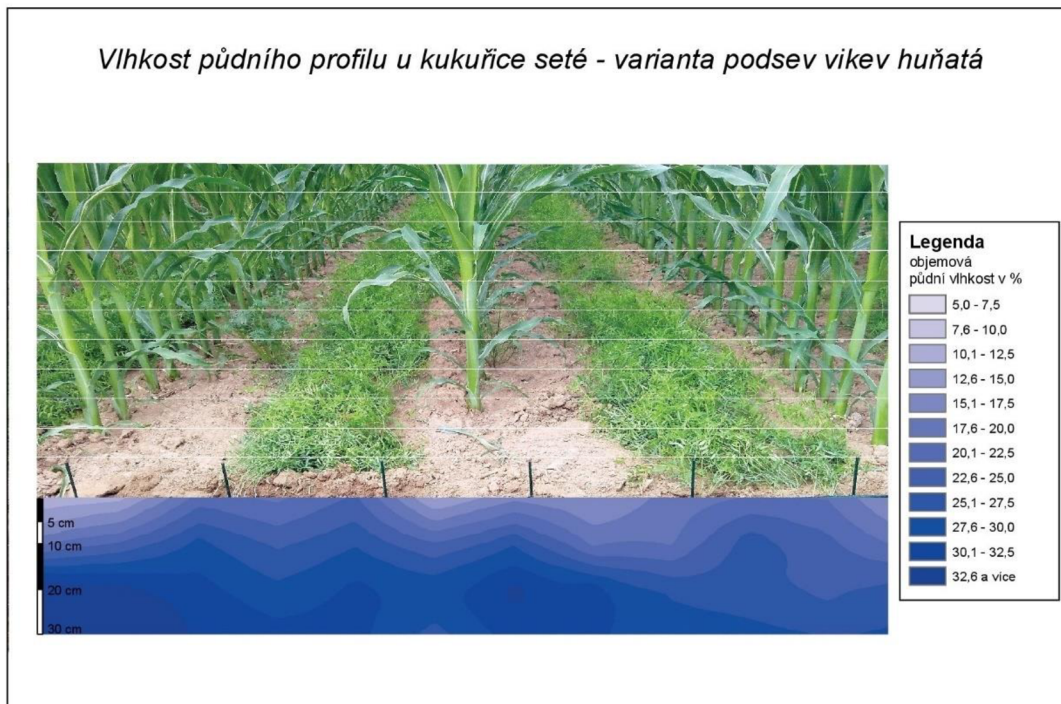 Vlhkost půdního profilu u kukuřice seté - varianta podsev vikev huňatá
5 cm
10 cm
20 cm
30 cm
Legenda
objemová
půdní vlhkost v %
5,0 - 7,5
7,6 - 10,0
10,1 - 12,5
12,6 - 15,0
15,1 - 17,5
17,6 - 20,0
20,1 - 22,5
22,6 - 25,0
25,1 - 27,5
27,6 - 30,0
30,1 - 32,5
32,6 a více